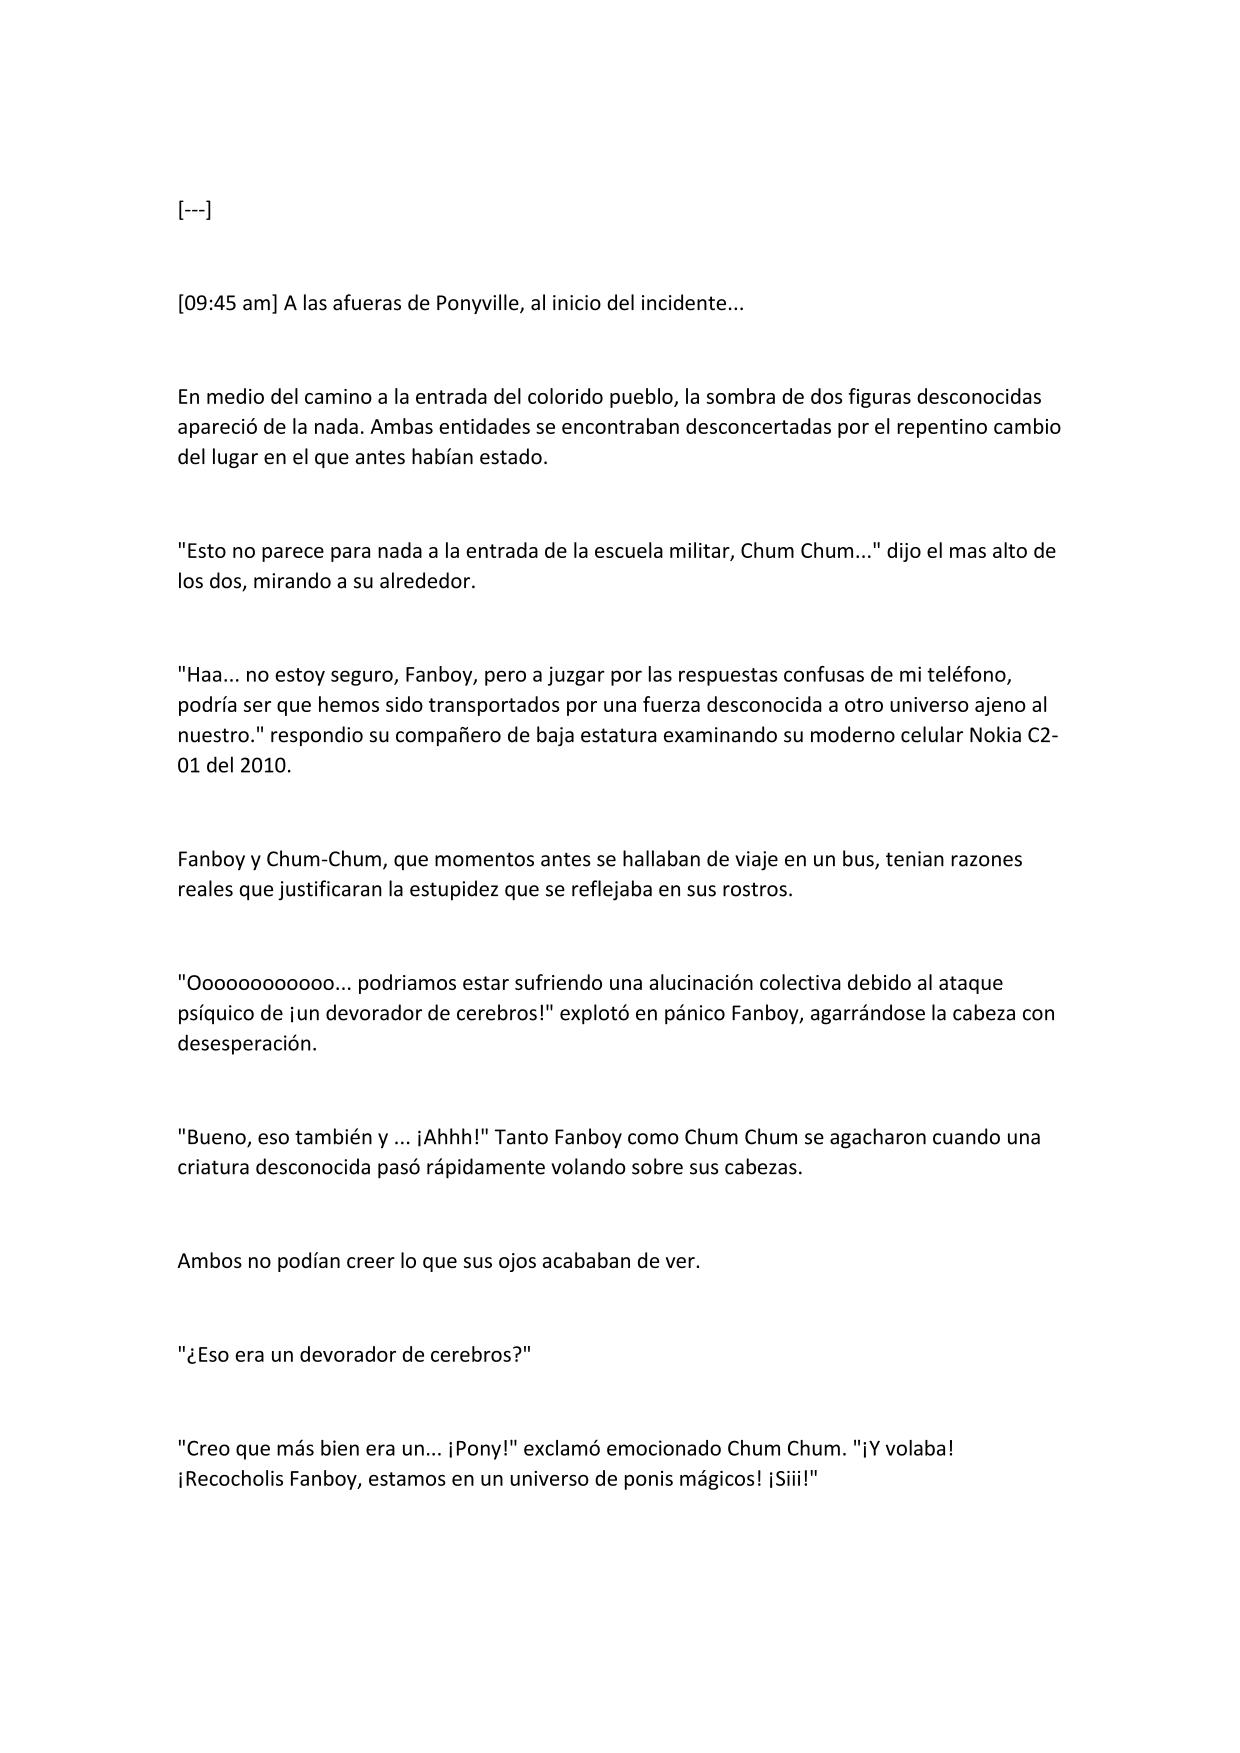 [---]
[09:45 am] A las afueras de Ponyville, al inicio del incidente...
En medio del camino a la entrada del colorido pueblo, la sombra de dos figuras desconocidas
apareció de la nada. Ambas entidades se encontraban desconcertadas por el repentino cambio
del lugar en el que antes habían estado.
"Esto no parece para nada a la entrada de la escuela militar, Chum Chum..." dijo el mas alto de
los dos, mirando a su alrededor.
"Haa... no estoy seguro, Fanboy, pero a juzgar por las respuestas confusas de mi teléfono,
podría ser que hemos sido transportados por una fuerza desconocida a otro universo ajeno al
nuestro." respondio su compañero de baja estatura examinando su moderno celular Nokia C2-
01 del 2010.
Fanboy y Chum-Chum, que momentos antes se hallaban de viaje en un bus, tenian razones
reales que justificaran la estupidez que se reflejaba en sus rostros.
"Ooooooooooooo... podriamos estar sufriendo una alucinación colectiva debido al ataque
psíquico de ¡un devorador de cerebros!" explotó en pánico Fanboy, agarrándose la cabeza con
desesperación.
"Bueno, eso también y ... ¡Ahhh!" Tanto Fanboy como Chum Chum se agacharon cuando una
criatura desconocida pasó rápidamente volando sobre sus cabezas.
Ambos no podían creer lo que sus ojos acababan de ver.
"¿Eso era un devorador de cerebros?"
"Creo que más bien era un... ¡Pony!" exclamó emocionado Chum Chum. "¡Y volaba!
¡Recocholis Fanboy, estamos en un universo de ponis mágicos! ¡Siii!"